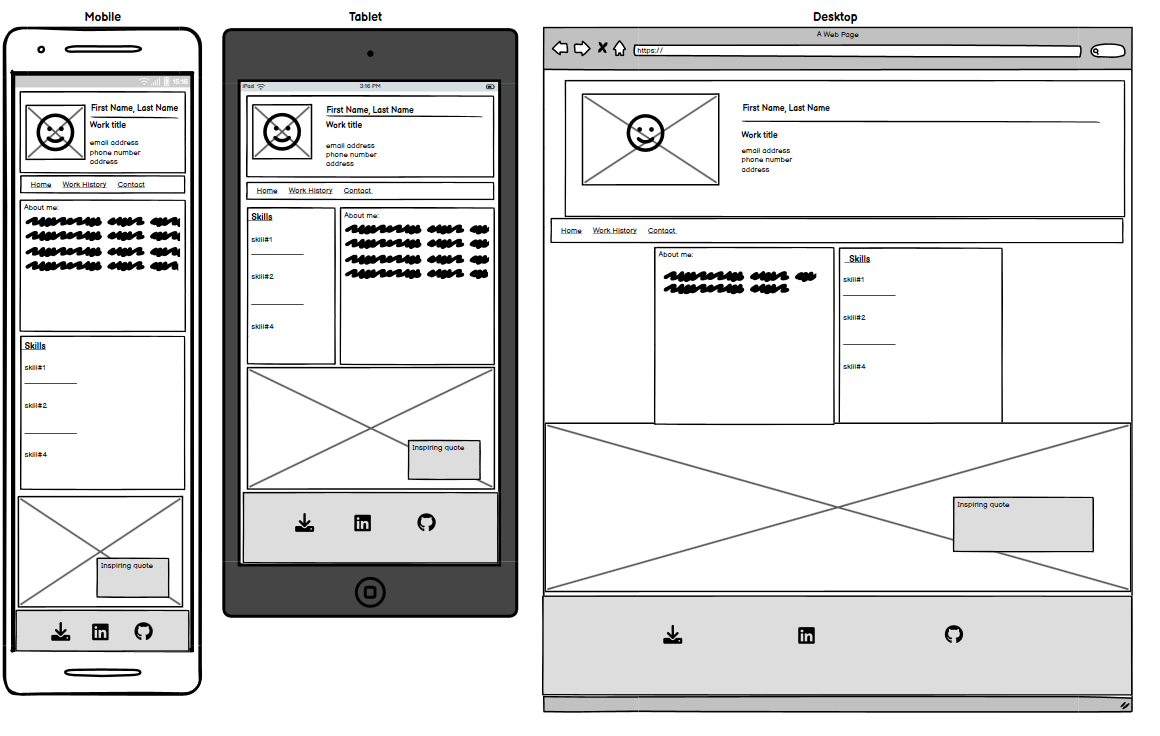 Mobile
First Name, Last Name
Work title
email address
phone number
address
Home Work History Contact
About me:
Skills
skill#1
skill#2
skill#4
Inspiring quote
in
Tablet
iPad 3:16 PM
First Name, Last Name
Work title
email address
phone number
address
Home Work History Contact
Skills
skill#1
skill#2
skill#4
About me:
Inspiring quote
in
Desktop
A Web Page
https://
First Name, Last Name
Work title
email address
phone number
address
Home Work History Contact
About me:
Skills
skill#1
skill#2
skill#4
Inspiring quote
in